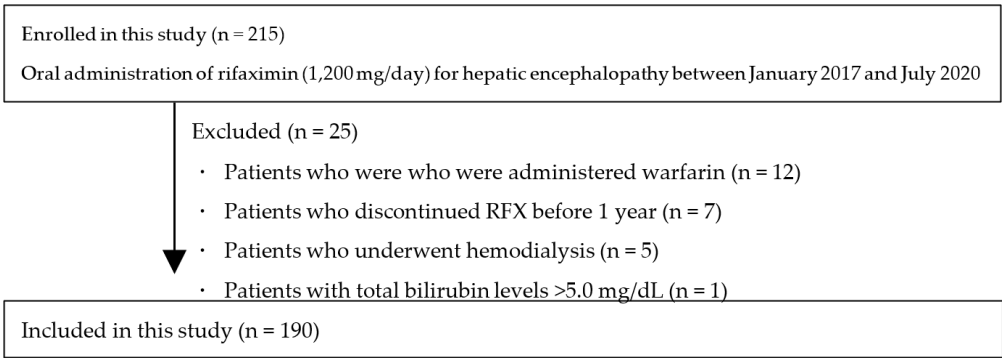 Enrolled in this study (n = 215)
Oral administration of rifaximin (1,200 mg/day) for hepatic encephalopathy between January 2017 and July 2020
Excluded (n = 25)
・ Patients who were who were administered warfarin (n = 12)
・ Patients who discontinued RFX before 1 year (n = 7)
・ Patients who underwent hemodialysis (n = 5)
・ Patients with total bilirubin levels >5.0 mg/dL (n = 1)
Included in this study (n = 190)